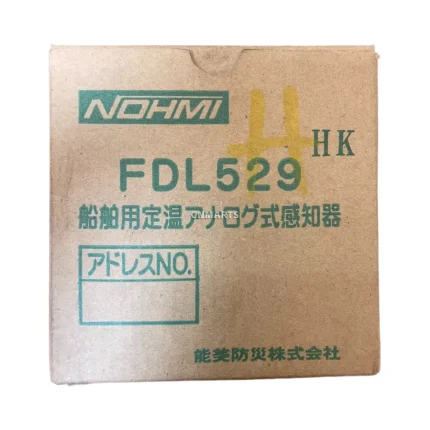 NOHMI
H
HK
FDL529
船舶用定温アナログ式感知器
CNMARTS
アドレスNO.
能美防災株式会社